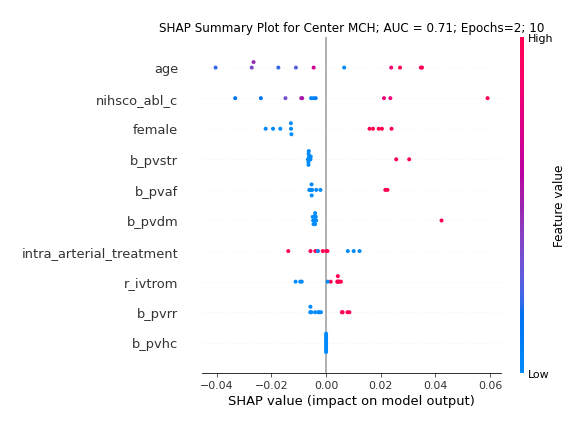 SHAP Summary Plot for Center MCH; AUC = 0.71; Epochs=2; 10
High
age
nihsco_abl_c
female
b_pvstr
b_pvaf
b_pvdm
intra_arterial_treatment
r_ivtrom
b_pvrr
b_pvhc
Feature value
Low
−0.04 −0.02 0.00 0.02 0.04 0.06
SHAP value (impact on model output)